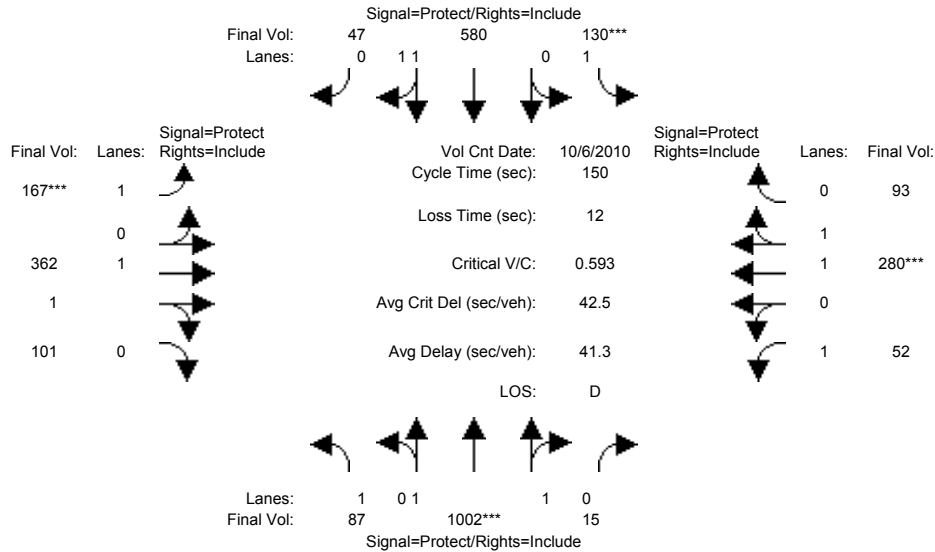 Signal=Protect/Rights=Include
Final Vol: 47 580 130***
Lanes: 0 1 1 0 1
Signal=Protect Signal=Protect
Final Vol: Lanes: Rights=Include Vol Cnt Date: 10/6/2010 Rights=Include Lanes: Final Vol:
Cycle Time (sec): 150
167*** 1 0 93
Loss Time (sec): 12
0 1
362 1 Critical V/C: 0.593 1 280***
1 Avg Crit Del (sec/veh): 42.5 0
101 0 Avg Delay (sec/veh): 41.3 1 52
LOS: D
Lanes: 1 0 1 1 0
Final Vol: 87 1002*** 15
Signal=Protect/Rights=Include